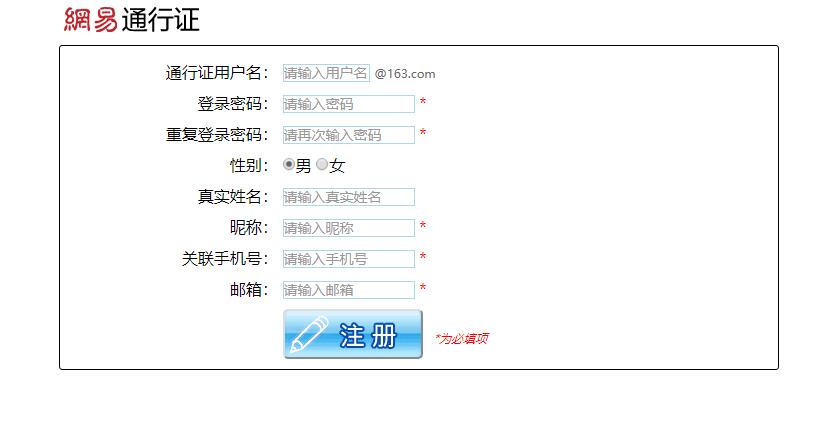 網易通行证
通行证用户名： 请输入用户名 @163.com
登录密码： 请输入密码 *
重复登录密码： 请再次输入密码 *
性别： 男 女
真实姓名： 请输入真实姓名
昵称： 请输入昵称 *
关联手机号： 请输入手机号 *
邮箱： 请输入邮箱 *
注册 *为必填项